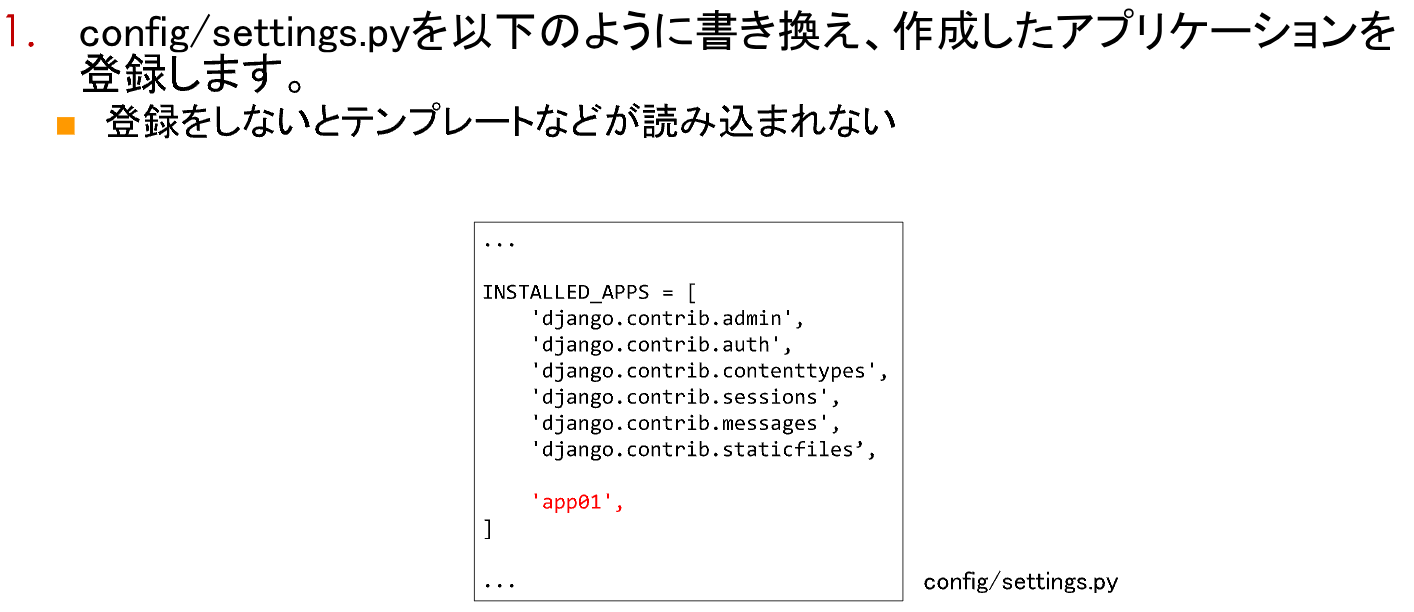 1. config/settings.pyを以下のように書き換え、作成したアプリケーションを
登録します。
■ 登録をしないとテンプレートなどが読み込まれない
...
INSTALLED_APPS = [
    'django.contrib.admin',
    'django.contrib.auth',
    'django.contrib.contenttypes',
    'django.contrib.sessions',
    'django.contrib.messages',
    'django.contrib.staticfiles’,
    'app01',
]
...
config/settings.py